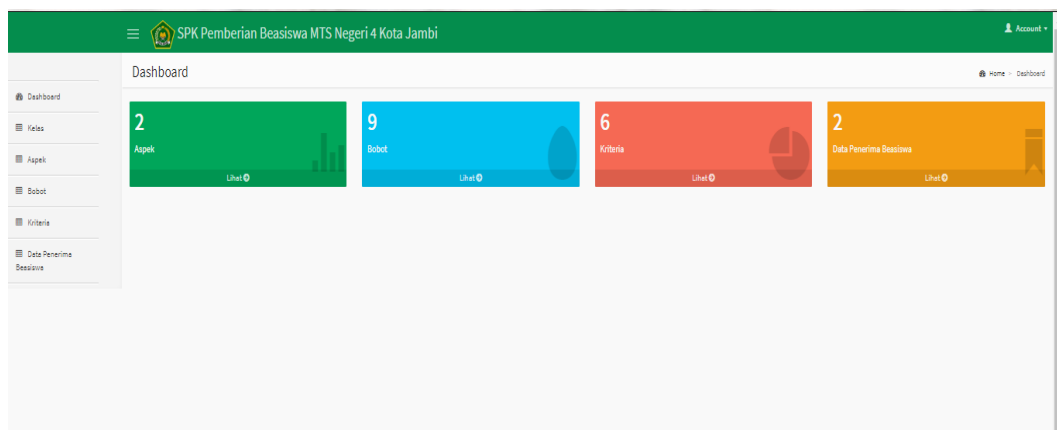 SPK Pemberian Beasiswa MTS Negeri 4 Kota Jambi
Account
Dashboard
Home > Dashboard
Dashboard
Kelas
Aspek
Bobot
Kriteria
Data Penerima
Beasiswa
2
Aspek
Lihat
9
Bobot
Lihat
6
Kriteria
Lihat
2
Data Penerima Beasiswa
Lihat